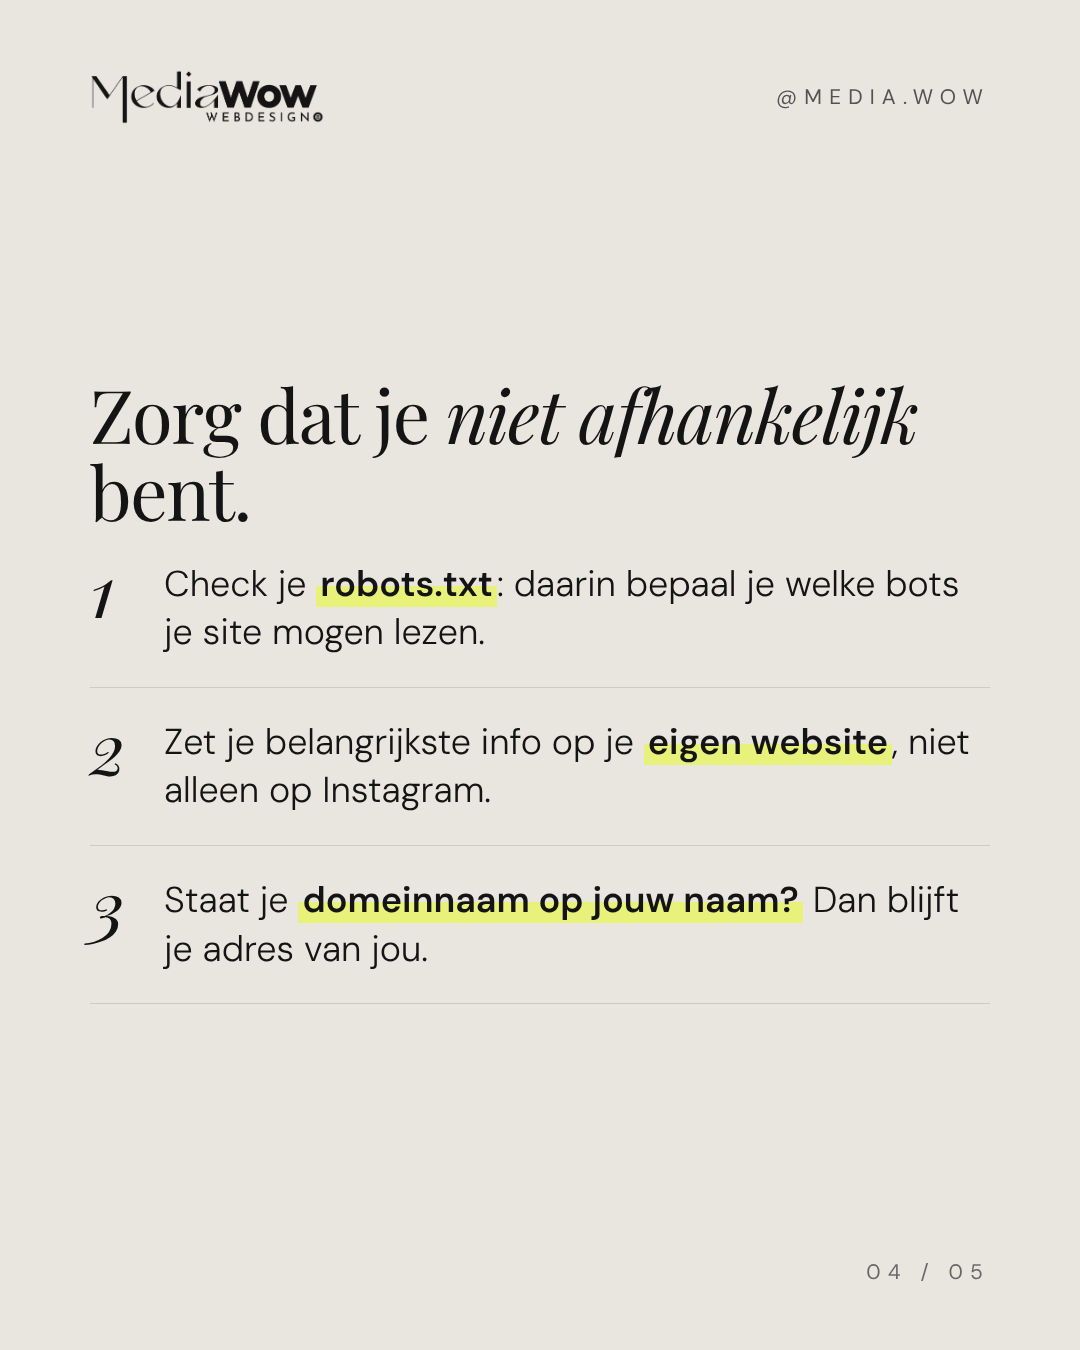 MediaWow
WEBDESIGN
@MEDIA.WOW
Zorg dat je niet afhankelijk
bent.
1
Check je robots.txt: daarin bepaal je welke bots
je site mogen lezen.
2
Zet je belangrijkste info op je eigen website, niet
alleen op Instagram.
3
Staat je domeinnaam op jouw naam? Dan blijft
je adres van jou.
04 / 05